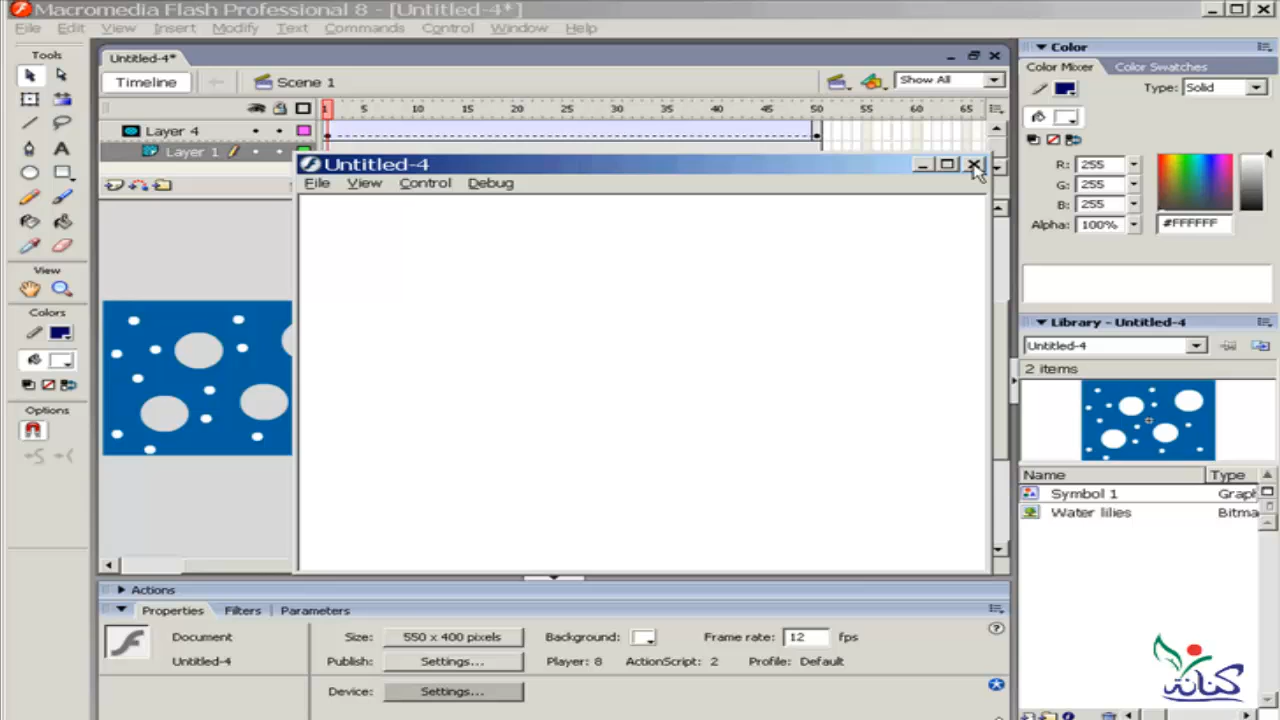 Macromedia Flash Professional 8 - [Untitled-4*]
File Edit View Insert Modify Text Commands Control Window Help
Tools
Untitled-4*
Timeline
Scene 1
Show All
1 5 10 15 20 25 30 35 40 45 50 55 60 65
Layer 4
Layer 1
Untitled-4
File View Control Debug
View
Colors
Options
Color
Color Mixer Color Swatches
Type: Solid
R: 255
G: 255
B: 255
Alpha: 100% #FFFFFF
Library - Untitled-4
Untitled-4
2 items
Name Type
Symbol 1 Graph
Water lilies Bitma
Actions
Properties Filters Parameters
Document
Untitled-4
Size: 550 x 400 pixels Background: Frame rate: 12 fps
Publish: Settings... Player: 8 ActionScript: 2 Profile: Default
Device: Settings...
كنانة